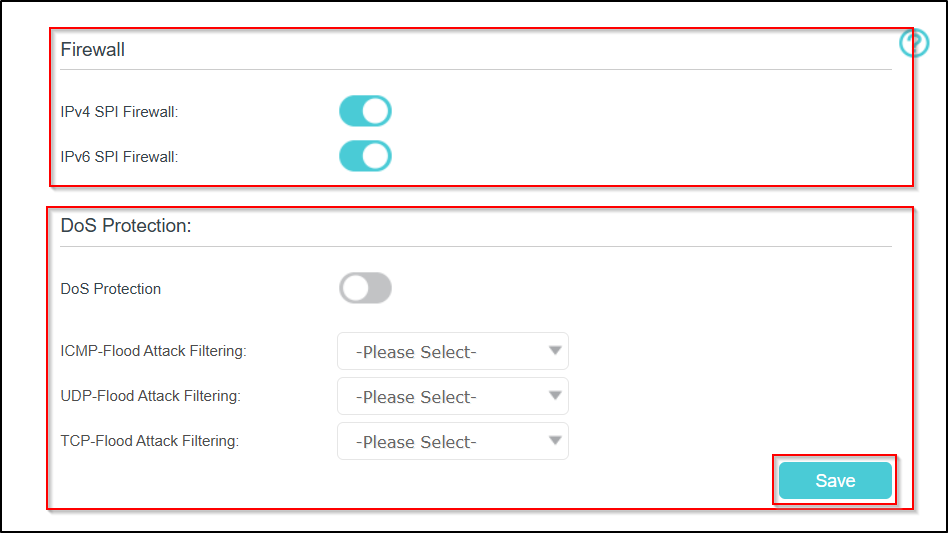 Firewall
?
IPv4 SPI Firewall:
IPv6 SPI Firewall:
DoS Protection:
DoS Protection
ICMP-Flood Attack Filtering: -Please Select-
UDP-Flood Attack Filtering: -Please Select-
TCP-Flood Attack Filtering: -Please Select-
Save